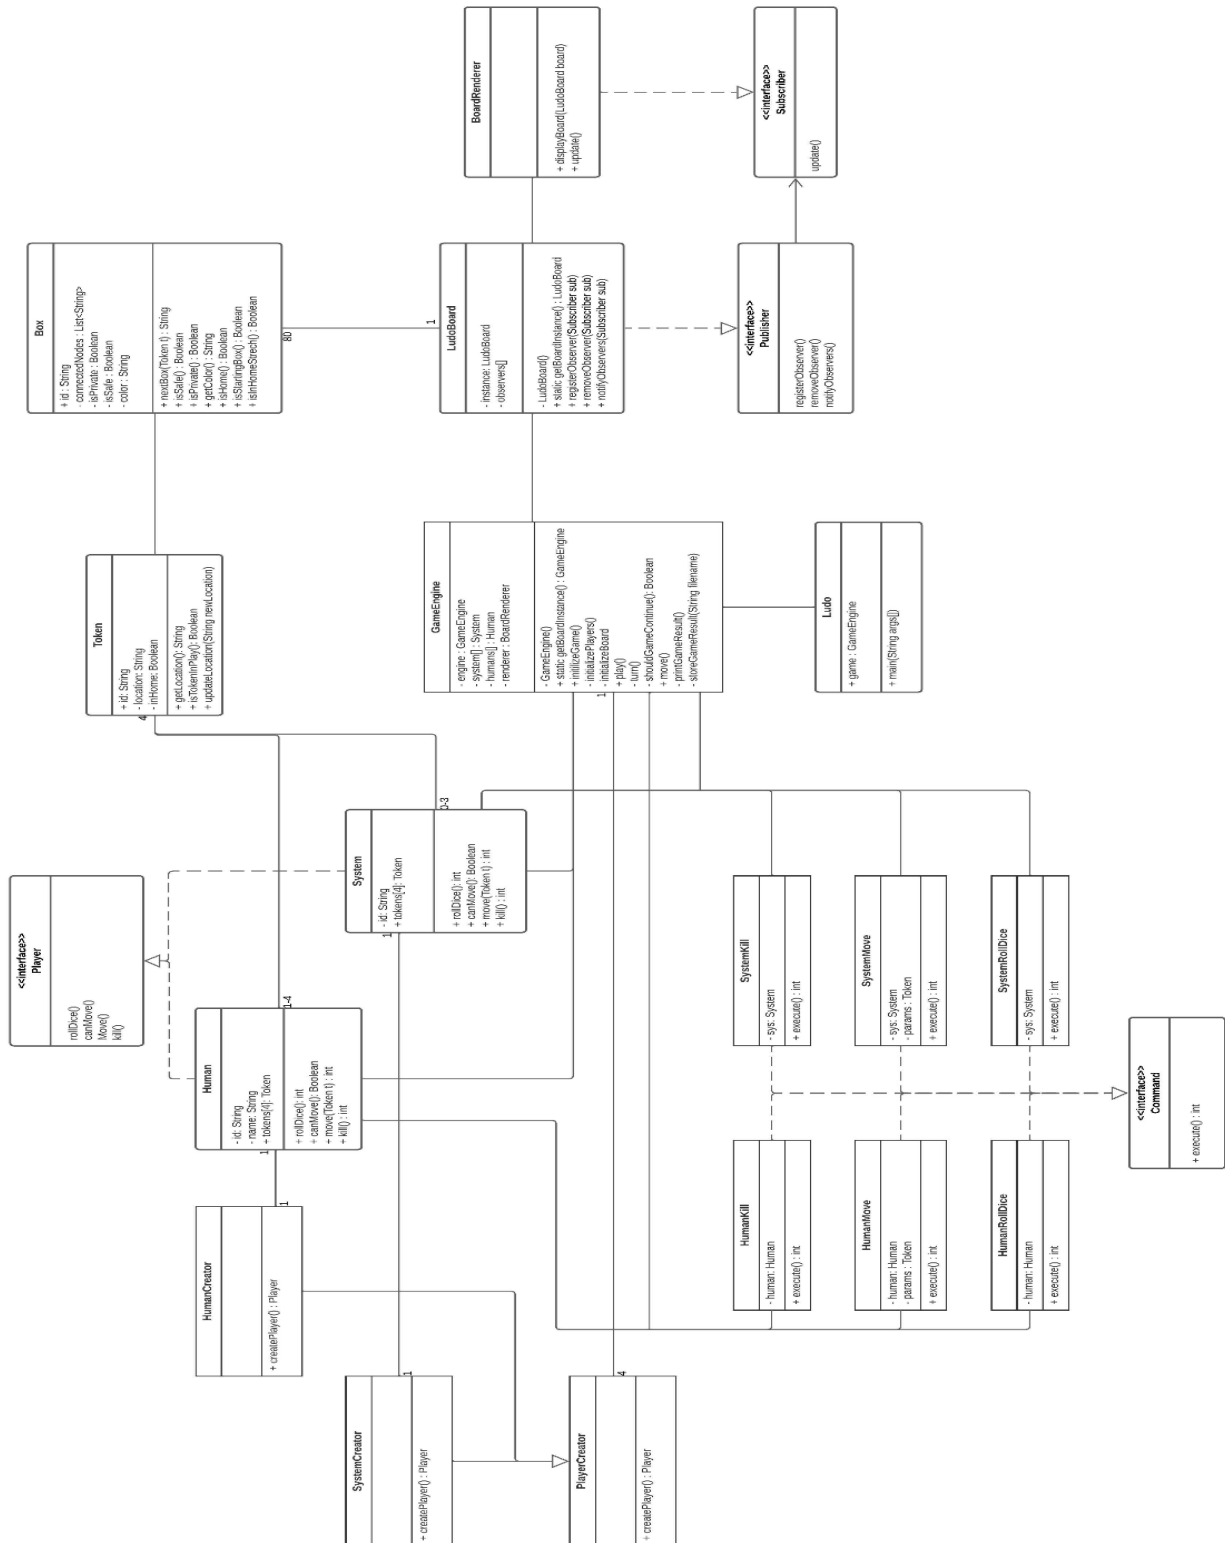 <<interface>>
Player
rollDice()
canMove()
Move()
kill()
Box
+ id : String
- connectedNodes : List<String>
- isPrivate : Boolean
- isSafe : Boolean
- color : String
+ nextBox(Token t) : String
+ isSafe() : Boolean
+ isPrivate() : Boolean
+ getColor() : String
+ isHome() : Boolean
+ isStartingBox() : Boolean
+ isInHomeStrech() : Boolean
80
1
Token
+ id: String
- location: String
- inHome: Boolean
+ getLocation(): String
+ isTokenInPlay(): Boolean
+ updateLocation(String newLocation)
4
HumanCreator
+ createPlayer() : Player
1
1
Human
- id: String
- name: String
+ tokens[4]: Token
+ rollDice(): int
+ canMove(): Boolean
+ move(Token t) : int
+ kill() : int
1-4
System
- id: String
+ tokens[4]: Token
+ rollDice(): int
+ canMove(): Boolean
+ move(Token t) : int
+ kill() : int
0-3
1
SystemCreator
+ createPlayer() : Player
1
PlayerCreator
+ createPlayer() : Player
4
GameEngine
- engine : GameEngine
- system[] : System
- humans[] : Human
- renderer : BoardRenderer
- GameEngine()
+ static getBoardInstance() : GameEngine
+ initilizeGame()
- initializePlayers()
- initializeBoard
+ play()
- turn()
- shouldGameContinue(): Boolean
+ move()
- printGameResult()
- storeGameResult(String filename)
1
LudoBoard
- instance: LudoBoard
- observers[]
- LudoBoard()
+ static getBoardInstance() : LudoBoard
+ registerObserver(Subscriber sub)
+ removeObserver(Subscriber sub)
+ notifyObservers(Subscriber sub)
BoardRenderer
+ displayBoard(LudoBoard board)
+ update()
<<interface>>
Publisher
registerObserver()
removeObserver()
notifyObservers()
<<interface>>
Subscriber
update()
Ludo
+ game : GameEngine
+ main(String args[])
HumanKill
- human: Human
+ execute() : int
SystemKill
- sys: System
+ execute() : int
HumanMove
- human: Human
- params : Token
+ execute() : int
SystemMove
- sys: System
- params : Token
+ execute() : int
HumanRollDice
- human: Human
+ execute() : int
SystemRollDice
- sys: System
+ execute() : int
<<interface>>
Command
+ execute() : int